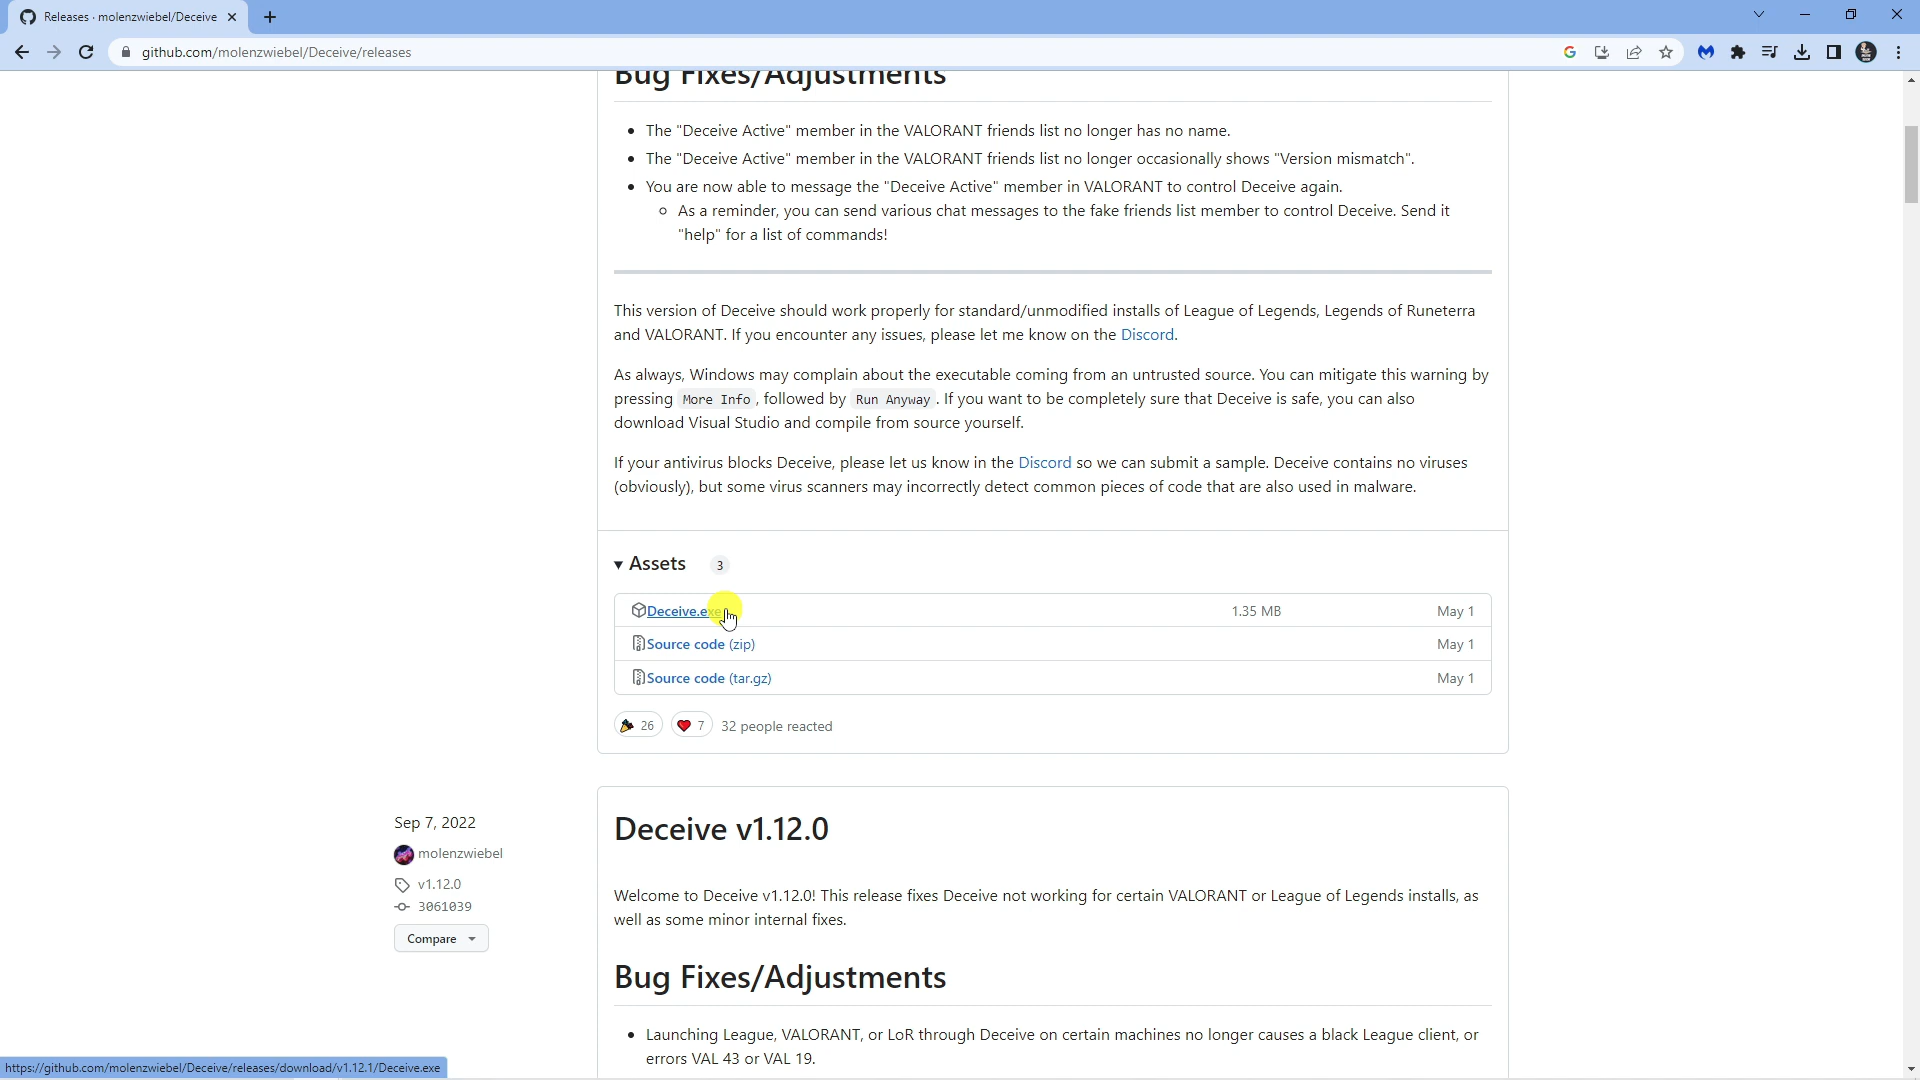 Releases · molenzwiebel/Deceive
github.com/molenzwiebel/Deceive/releases
Bug Fixes/Adjustments
The "Deceive Active" member in the VALORANT friends list no longer has no name.
The "Deceive Active" member in the VALORANT friends list no longer occasionally shows "Version mismatch".
You are now able to message the "Deceive Active" member in VALORANT to control Deceive again.
As a reminder, you can send various chat messages to the fake friends list member to control Deceive. Send it
"help" for a list of commands!
This version of Deceive should work properly for standard/unmodified installs of League of Legends, Legends of Runeterra
and VALORANT. If you encounter any issues, please let me know on the Discord.
As always, Windows may complain about the executable coming from an untrusted source. You can mitigate this warning by
pressing More Info, followed by Run Anyway. If you want to be completely sure that Deceive is safe, you can also
download Visual Studio and compile from source yourself.
If your antivirus blocks Deceive, please let us know in the Discord so we can submit a sample. Deceive contains no viruses
(obviously), but some virus scanners may incorrectly detect common pieces of code that are also used in malware.
Assets 3
Deceive.exe 1.35 MB May 1
Source code (zip) May 1
Source code (tar.gz) May 1
26 7 32 people reacted
Sep 7, 2022
molenzwiebel
v1.12.0
3061039
Compare
Deceive v1.12.0
Welcome to Deceive v1.12.0! This release fixes Deceive not working for certain VALORANT or League of Legends installs, as
well as some minor internal fixes.
Bug Fixes/Adjustments
Launching League, VALORANT, or LoR through Deceive on certain machines no longer causes a black League client, or
errors VAL 43 or VAL 19.
https://github.com/molenzwiebel/Deceive/releases/download/v1.12.1/Deceive.exe